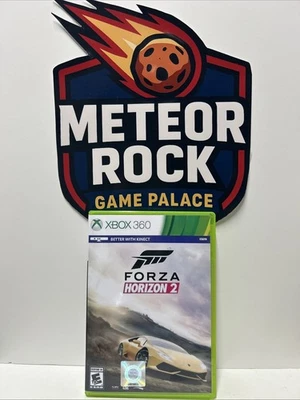 METEOR
ROCK
GAME PALACE
XBOX 360
BETTER WITH KINECT
FORZA
HORIZON 2
E